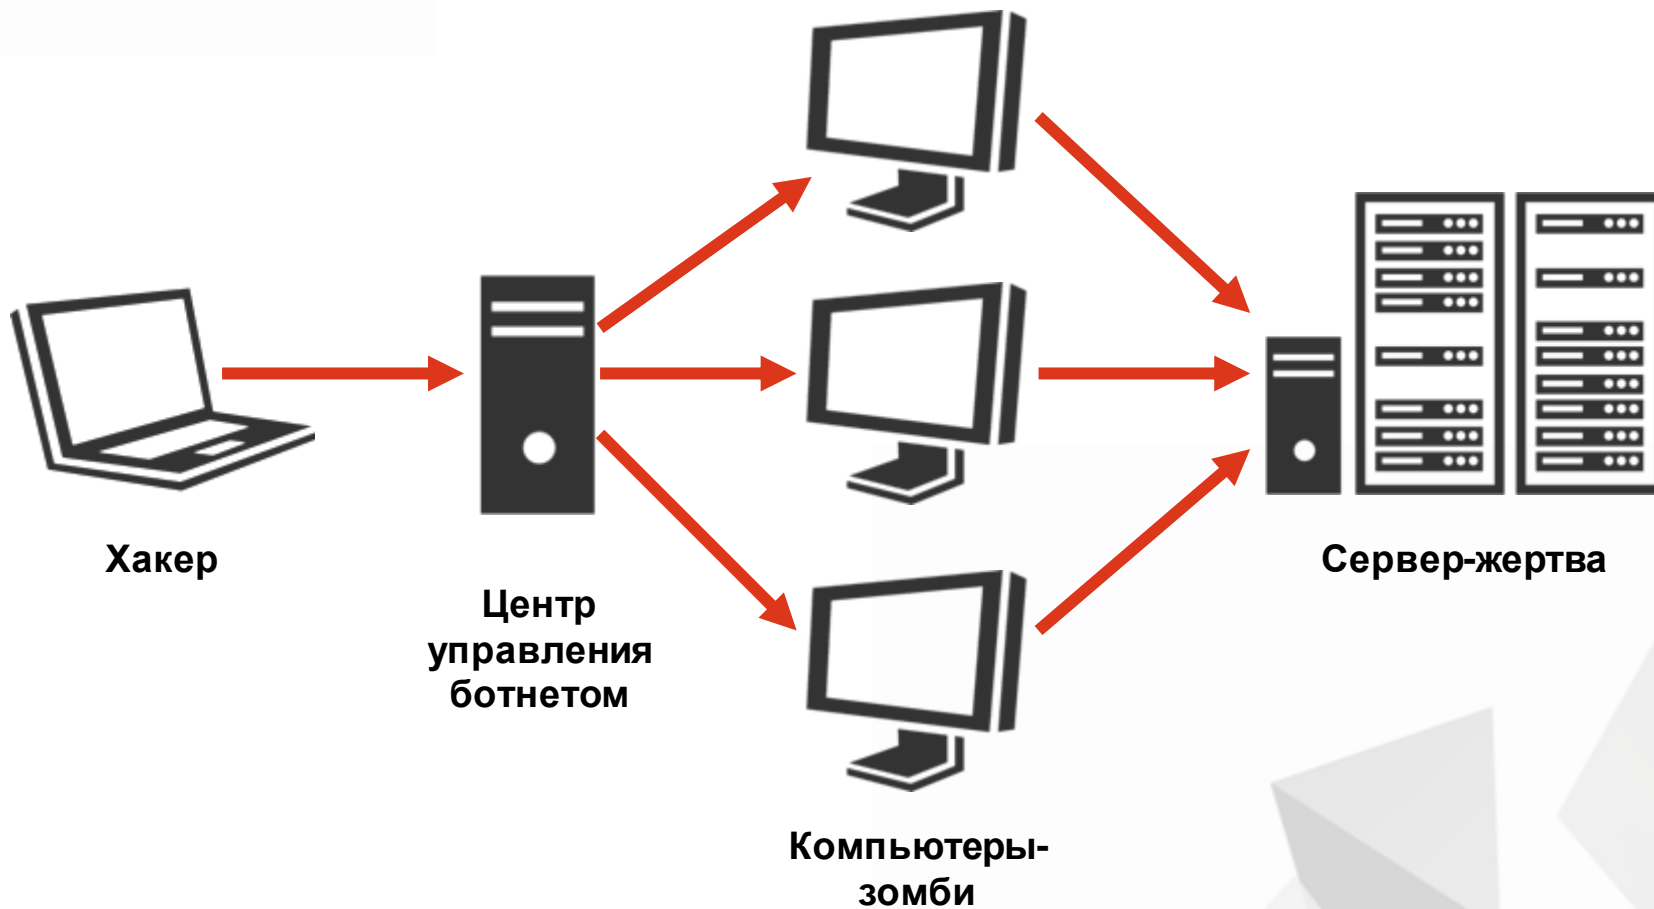 Хакер
Центр
управления
ботнетом
Компьютеры-
зомби
Сервер-жертва